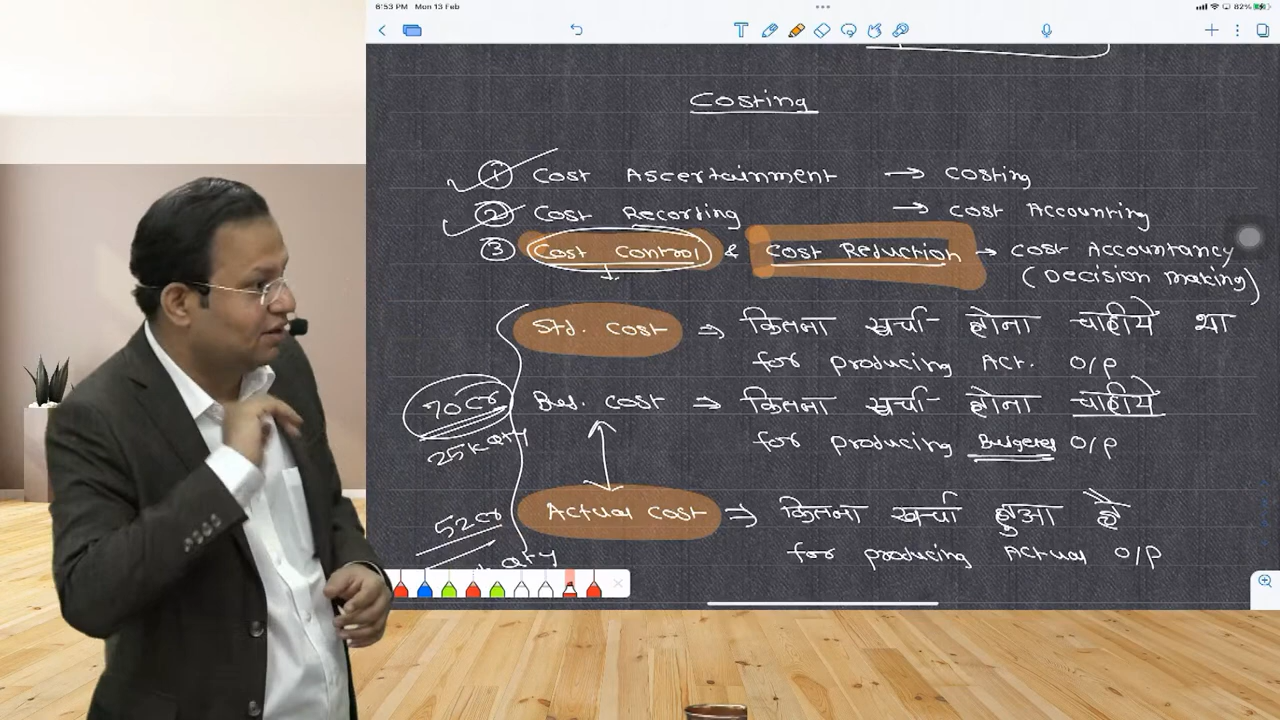 6:53 PM Mon 13 Feb
82%
Costing
① Cost Ascertainment → Costing
② Cost Recording → Cost Accounting
③ Cost Control & Cost Reduction → Cost Accountancy
(Decision making)
Std. Cost ⇒ कितना खर्चा होना चाहीये था
for producing Act. O/P
70Cr Bud. Cost ⇒ कितना खर्चा होना चाहीये
25K qty for producing Budgeted O/P
52Cr Actual Cost ⇒ कितना खर्चा हुआ है
qty for producing Actual O/P